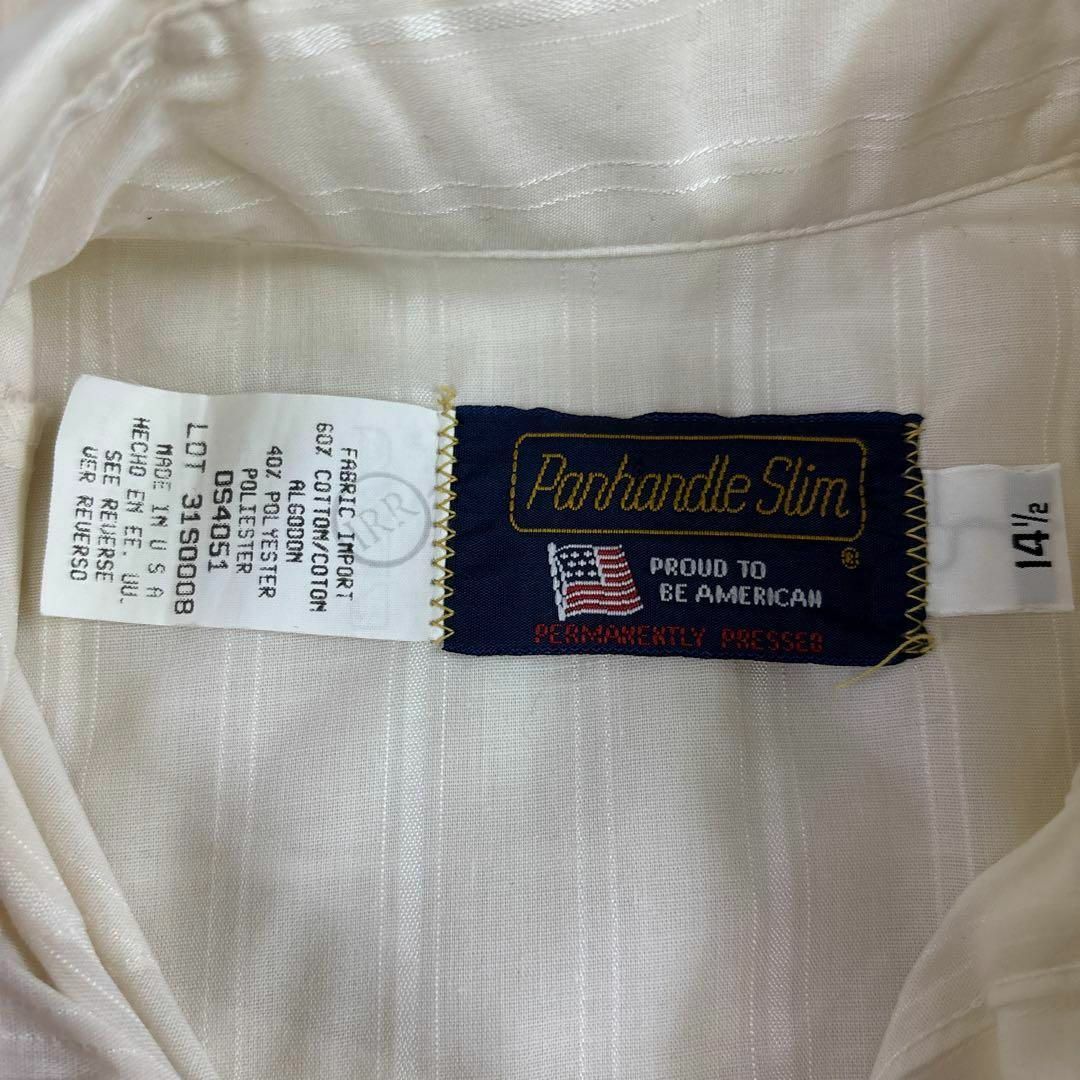 FABRIC IMPORT
60% COTTON/COTON
ALGODON
40% POLYESTER
POLIESTER
DS4051
LOT 31S0008
MADE IN U S A
HECHO EN EE. UU.
SEE REVERSE
VER REVERSO
RR
Panhandle Slim
®
PROUD TO
BE AMERICAN
PERMANENTLY PRESSED
14½